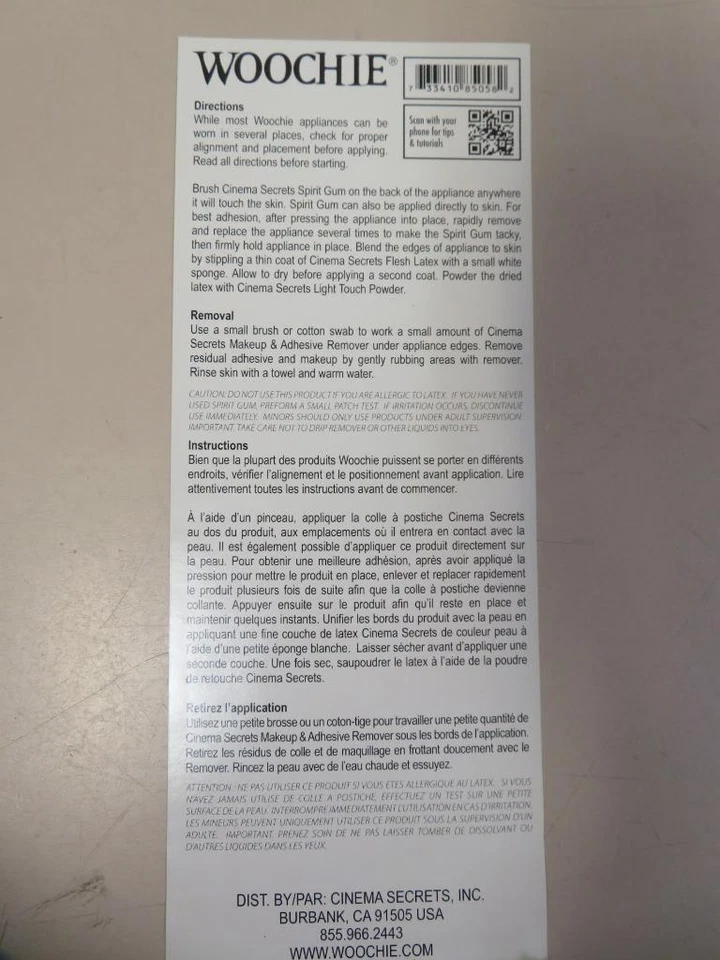 WOOCHIE®
7 33410 85058 2
Scan with your
phone for tips
& tutorials
Directions
While most Woochie appliances can be
worn in several places, check for proper
alignment and placement before applying.
Read all directions before starting.
Brush Cinema Secrets Spirit Gum on the back of the appliance anywhere
it will touch the skin. Spirit Gum can also be applied directly to skin. For
best adhesion, after pressing the appliance into place, rapidly remove
and replace the appliance several times to make the Spirit Gum tacky,
then firmly hold appliance in place. Blend the edges of appliance to skin
by stippling a thin coat of Cinema Secrets Flesh Latex with a small white
sponge. Allow to dry before applying a second coat. Powder the dried
latex with Cinema Secrets Light Touch Powder.
Removal
Use a small brush or cotton swab to work a small amount of Cinema
Secrets Makeup & Adhesive Remover under appliance edges. Remove
residual adhesive and makeup by gently rubbing areas with remover.
Rinse skin with a towel and warm water.
CAUTION: DO NOT USE THIS PRODUCT IF YOU ARE ALLERGIC TO LATEX. IF YOU HAVE NEVER
USED SPIRIT GUM, PREFORM A SMALL PATCH TEST. IF IRRITATION OCCURS, DISCONTINUE
USE IMMEDIATELY. MINORS SHOULD ONLY USE PRODUCTS UNDER ADULT SUPERVISION.
IMPORTANT: TAKE CARE NOT TO DRIP REMOVER OR OTHER LIQUIDS INTO EYES.
Instructions
Bien que la plupart des produits Woochie puissent se porter en différents
endroits, vérifier l'alignement et le positionnement avant application. Lire
attentivement toutes les instructions avant de commencer.
À l'aide d'un pinceau, appliquer la colle à postiche Cinema Secrets
au dos du produit, aux emplacements où il entrera en contact avec la
peau. Il est également possible d'appliquer ce produit directement sur
la peau. Pour obtenir une meilleure adhésion, après avoir appliqué la
pression pour mettre le produit en place, enlever et replacer rapidement
le produit plusieurs fois de suite afin que la colle à postiche devienne
collante. Appuyer ensuite sur le produit afin qu'il reste en place et
maintenir quelques instants. Unifier les bords du produit avec la peau en
appliquant une fine couche de latex Cinema Secrets de couleur peau à
l'aide d'une petite éponge blanche. Laisser sécher avant d'appliquer une
seconde couche. Une fois sec, saupoudrer le latex à l'aide de la poudre
de retouche Cinema Secrets.
Retirez l'application
Utilisez une petite brosse ou un coton-tige pour travailler une petite quantité de
Cinema Secrets Makeup & Adhesive Remover sous les bords de l'application.
Retirez les résidus de colle et de maquillage en frottant doucement avec le
Remover. Rincez la peau avec de l'eau chaude et essuyez.
ATTENTION : NE PAS UTILISER CE PRODUIT SI VOUS ETES ALLERGIQUE AU LATEX. SI VOUS
N'AVEZ JAMAIS UTILISE DE COLLE A POSTICHE, EFFECTUEZ UN TEST SUR UNE PETITE
SURFACE DE LA PEAU. INTERROMPRE IMMEDIATEMENT L'UTILISATION EN CAS D'IRRITATION.
LES MINEURS PEUVENT UNIQUEMENT UTILISER CE PRODUIT SOUS LA SUPERVISION D'UN
ADULTE. IMPORTANT. PRENEZ SOIN DE NE PAS LAISSER TOMBER DE DISSOLVANT OU
D'AUTRES LIQUIDES DANS LES YEUX.
DIST. BY/PAR: CINEMA SECRETS, INC.
BURBANK, CA 91505 USA
855.966.2443
WWW.WOOCHIE.COM